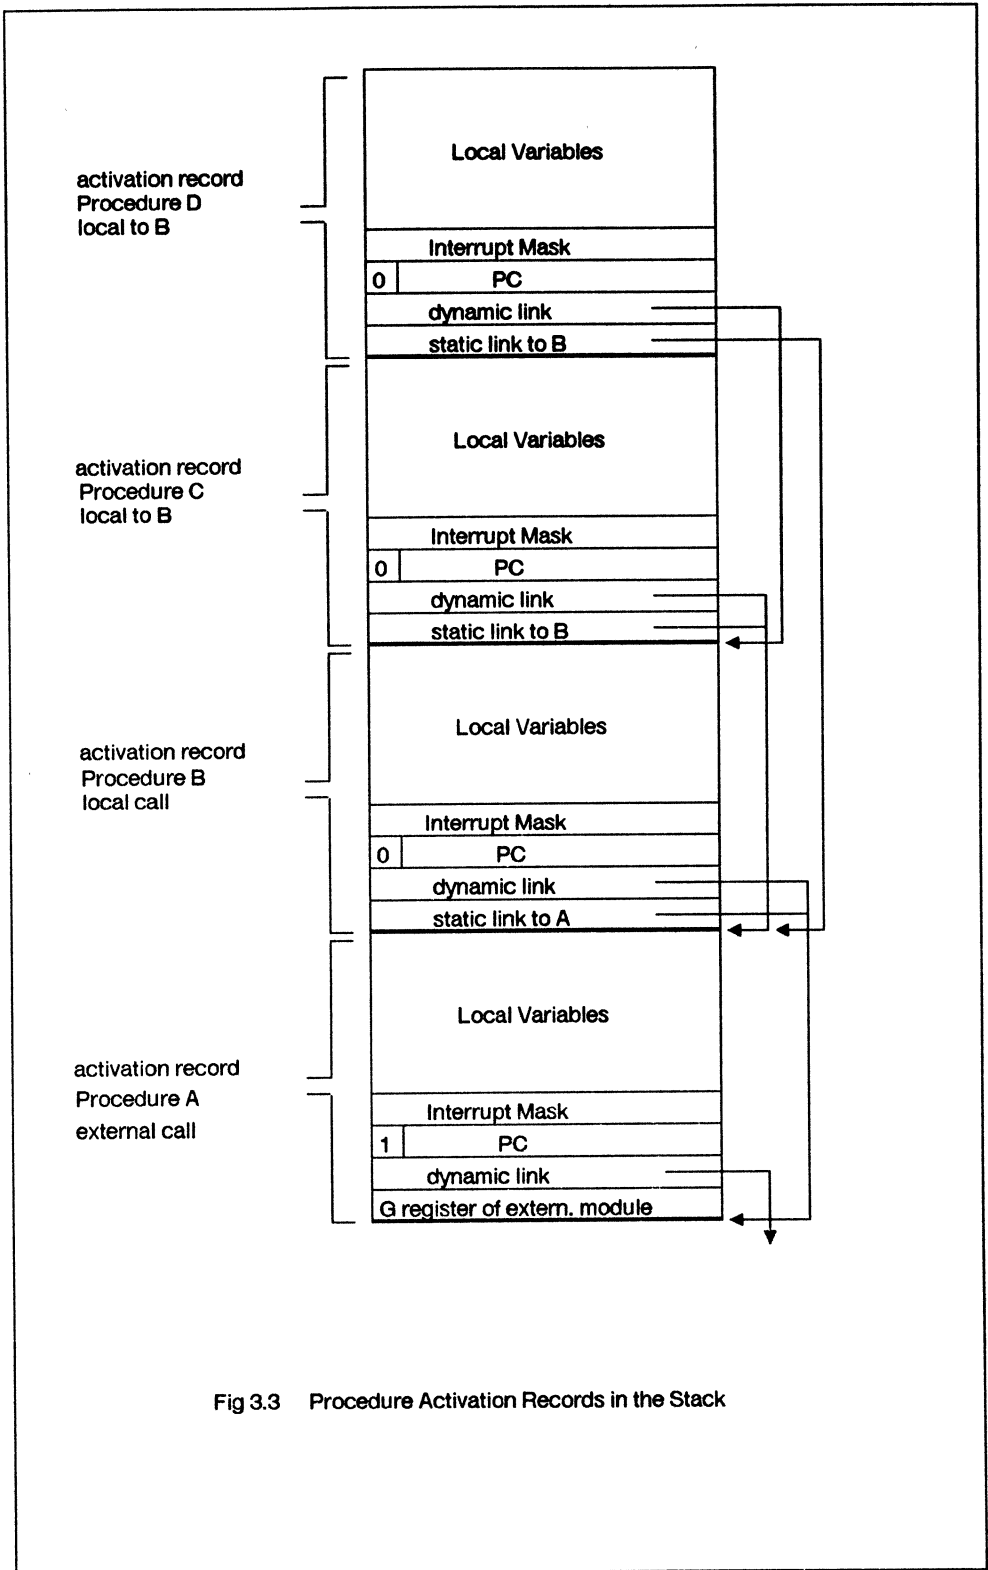 Local Variables
activation record
Procedure D
local to B
Interrupt Mask
0 PC
dynamic link
static link to B
Local Variables
activation record
Procedure C
local to B
Interrupt Mask
0 PC
dynamic link
static link to B
Local Variables
activation record
Procedure B
local call
Interrupt Mask
0 PC
dynamic link
static link to A
Local Variables
activation record
Procedure A
external call
Interrupt Mask
1 PC
dynamic link
G register of extern. module
Fig 3.3 Procedure Activation Records in the Stack